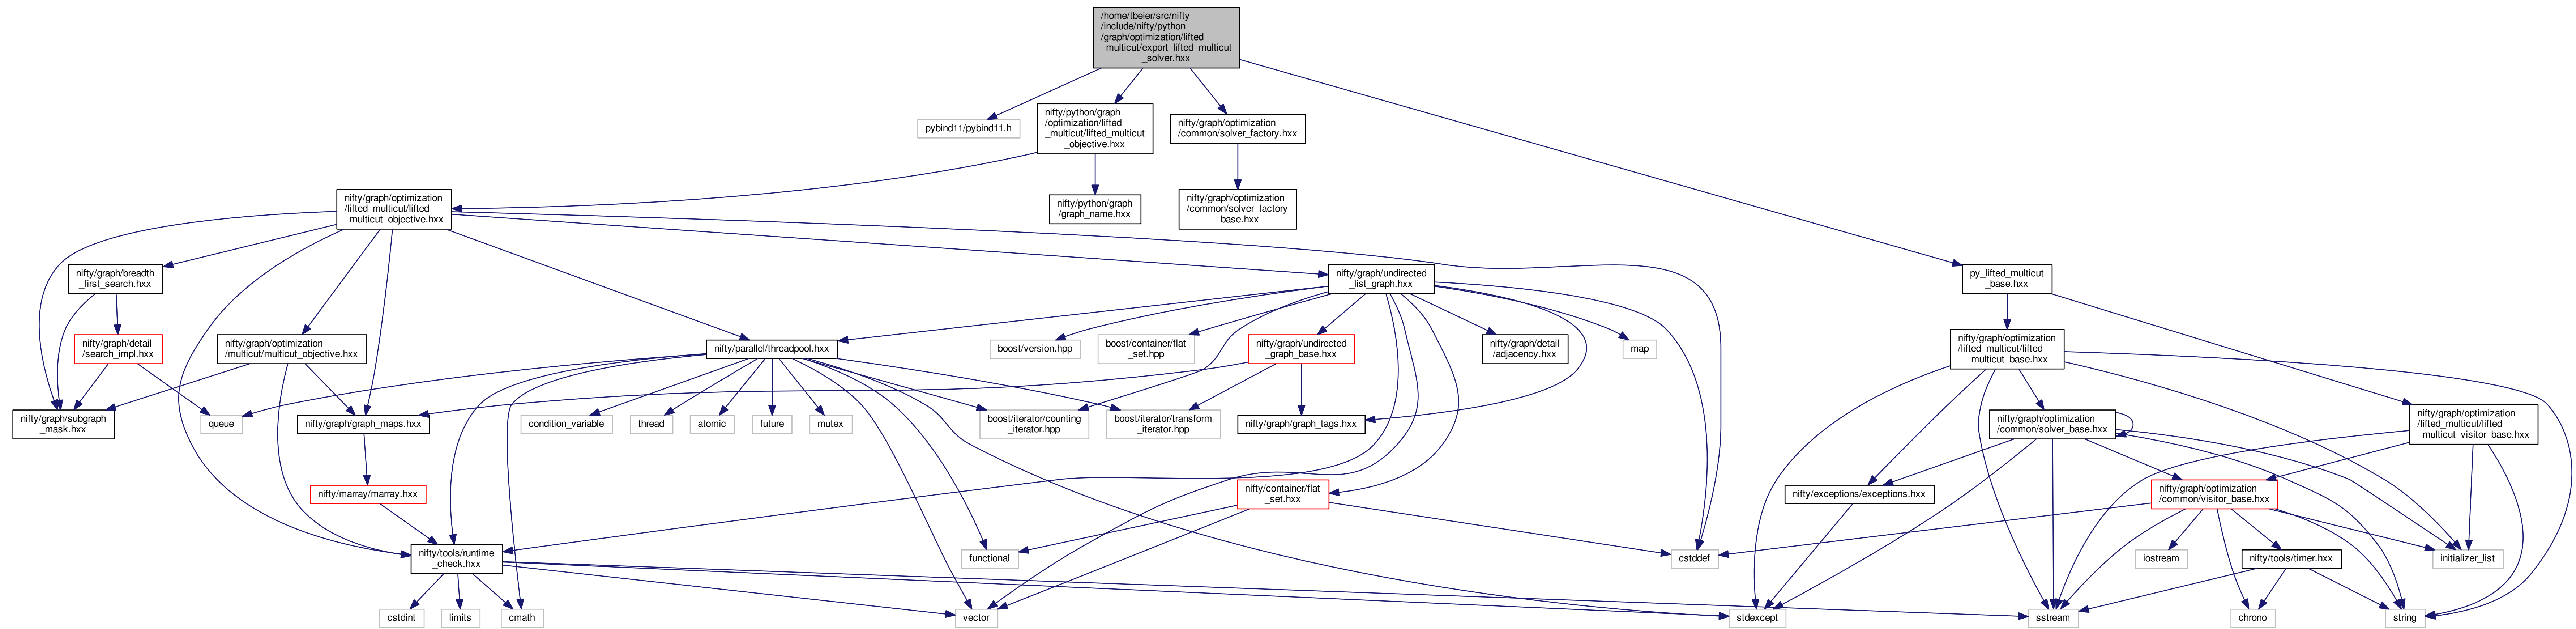 /home/tbeier/src/nifty
/include/nifty/python
/graph/optimization/lifted
_multicut/export_lifted_multicut
_solver.hxx
pybind11/pybind11.h
nifty/python/graph
/optimization/lifted
_multicut/lifted_multicut
_objective.hxx
nifty/graph/optimization
/common/solver_factory.hxx
nifty/graph/optimization
/lifted_multicut/lifted
_multicut_objective.hxx
nifty/python/graph
/graph_name.hxx
nifty/graph/optimization
/common/solver_factory
_base.hxx
nifty/graph/breadth
_first_search.hxx
nifty/graph/undirected
_list_graph.hxx
py_lifted_multicut
_base.hxx
nifty/graph/detail
/search_impl.hxx
nifty/graph/optimization
/multicut/multicut_objective.hxx
nifty/parallel/threadpool.hxx
boost/version.hpp
boost/container/flat
_set.hpp
nifty/graph/undirected
_graph_base.hxx
nifty/graph/detail
/adjacency.hxx
map
nifty/graph/optimization
/lifted_multicut/lifted
_multicut_base.hxx
nifty/graph/subgraph
_mask.hxx
queue
nifty/graph/graph_maps.hxx
condition_variable
thread
atomic
future
mutex
boost/iterator/counting
_iterator.hpp
boost/iterator/transform
_iterator.hpp
nifty/graph/graph_tags.hxx
nifty/graph/optimization
/common/solver_base.hxx
nifty/graph/optimization
/lifted_multicut/lifted
_multicut_visitor_base.hxx
nifty/marray/marray.hxx
nifty/container/flat
_set.hxx
nifty/exceptions/exceptions.hxx
nifty/graph/optimization
/common/visitor_base.hxx
nifty/tools/runtime
_check.hxx
functional
cstddef
iostream
nifty/tools/timer.hxx
initializer_list
cstdint
limits
cmath
vector
stdexcept
sstream
chrono
string